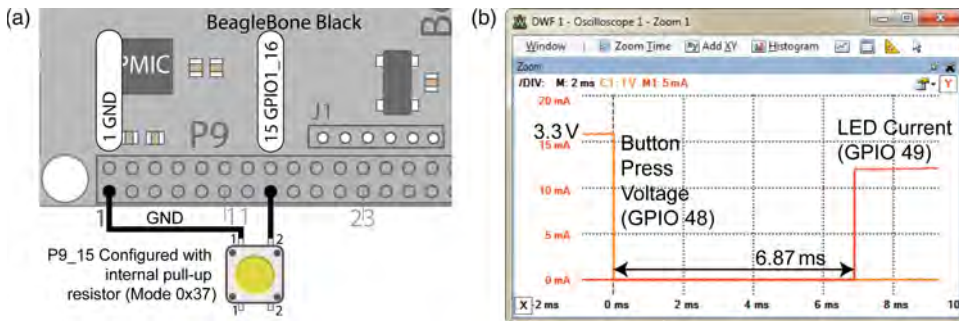 (a)
BeagleBone Black
1 GND
PMIC
15 GPIO1_16
P9
J1
1
11
23
GND
1
2
1
2
P9_15 Configured with
internal pull-up
resistor (Mode 0x37)
(b)
DWF 1 - Oscilloscope 1 - Zoom 1
Window Zoom Time Add XY Histogram
Zoom
/DIV: M: 2 ms C1: 1 V M1: 5 mA
Y
20 mA
3.3 V
15 mA
10 mA
5 mA
0 mA
Button
Press
Voltage
(GPIO 48)
LED Current
(GPIO 49)
6.87 ms
X -2 ms 0 ms 2 ms 4 ms 6 ms 8 ms 10